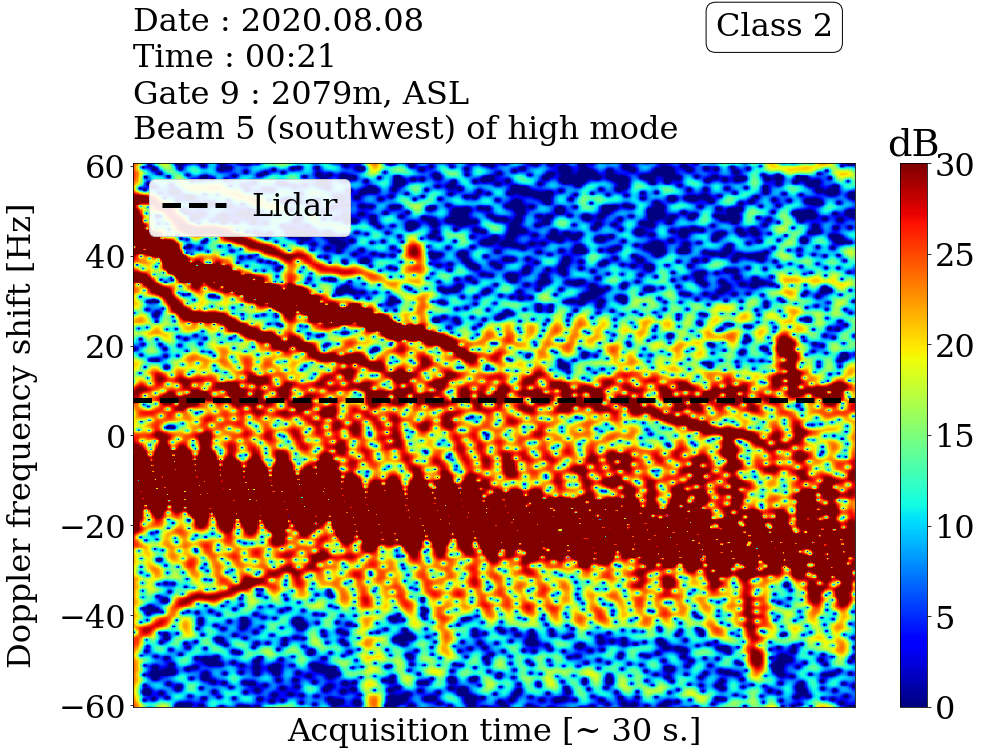 Date : 2020.08.08
Time : 00:21
Gate 9 : 2079m, ASL
Beam 5 (southwest) of high mode
Class 2
dB
Lidar
Doppler frequency shift [Hz]
60
40
20
0
−20
−40
−60
30
25
20
15
10
5
0
Acquisition time [~ 30 s.]